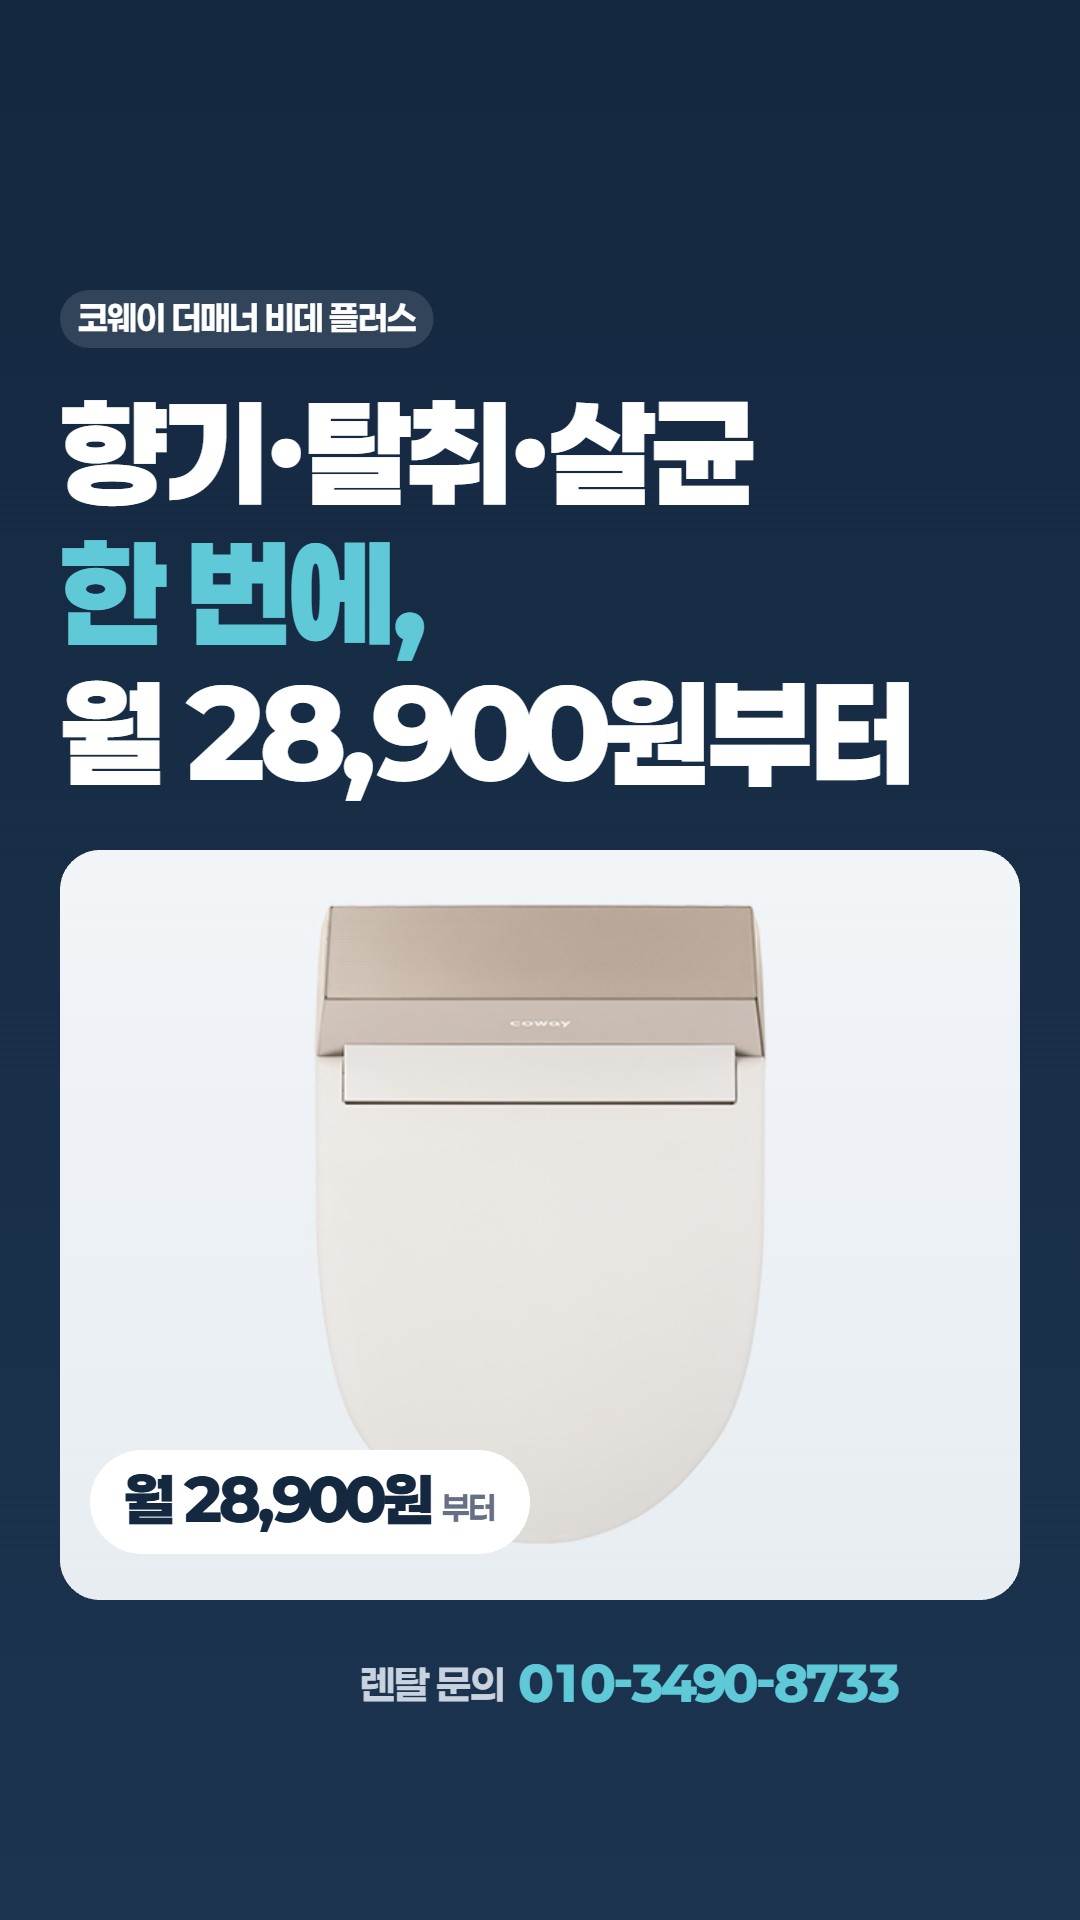 코웨이 더매너 비데 플러스
향기·탈취·살균
한 번에,
월 28,900원부터
coway
월 28,900원 부터
렌탈 문의 010-3490-8733